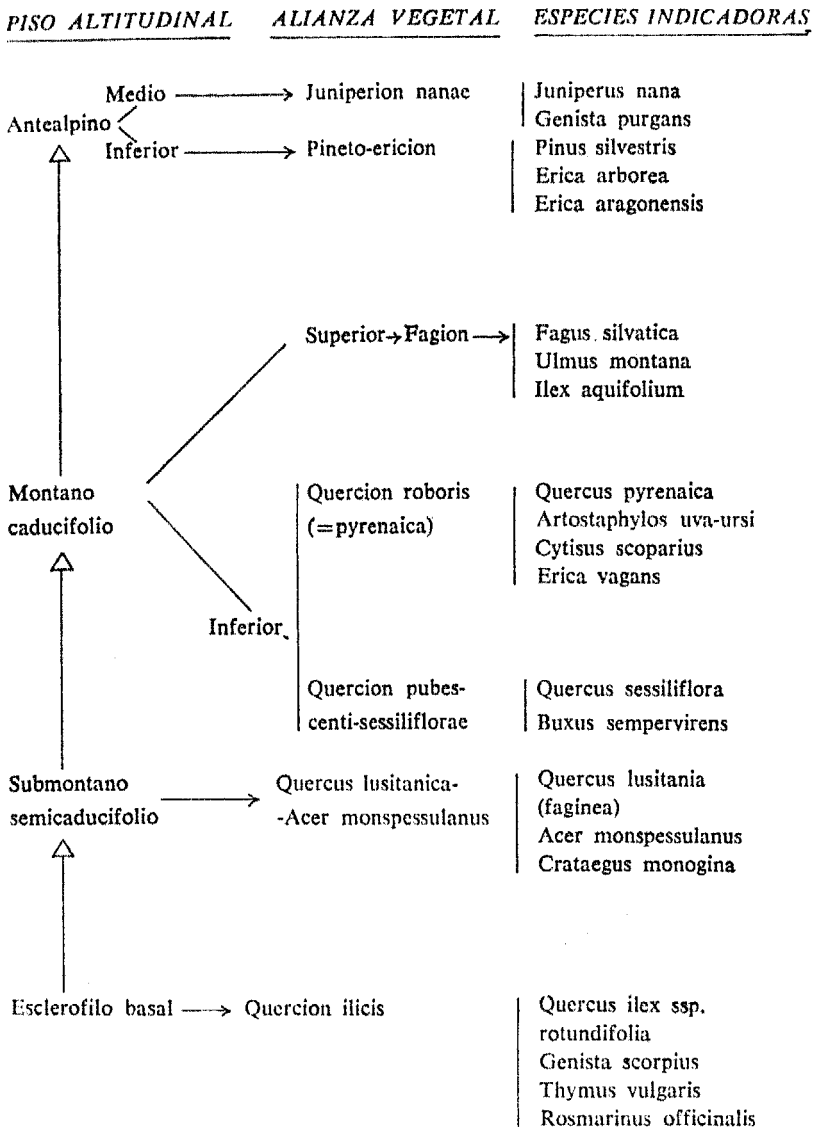 PISO ALTITUDINAL ALIANZA VEGETAL ESPECIES INDICADORAS
Medio → Juniperion nanae Juniperus nana
Antealpino Genista purgans
Inferior → Pineto-ericion Pinus silvestris
Erica arborea
Erica aragonensis
Superior→Fagion → Fagus silvatica
Ulmus montana
Ilex aquifolium
Montano Quercion roboris Quercus pyrenaica
caducifolio (=pyrenaica) Artostaphylos uva-ursi
Cytisus scoparius
Erica vagans
Inferior
Quercion pubes- Quercus sessiliflora
centi-sessiliflorae Buxus sempervirens
Submontano → Quercus lusitanica- Quercus lusitania
semicaducifolio -Acer monspessulanus (faginea)
Acer monspessulanus
Crataegus monogina
Esclerofilo basal → Quercion ilicis Quercus ilex ssp.
rotundifolia
Genista scorpius
Thymus vulgaris
Rosmarinus officinalis